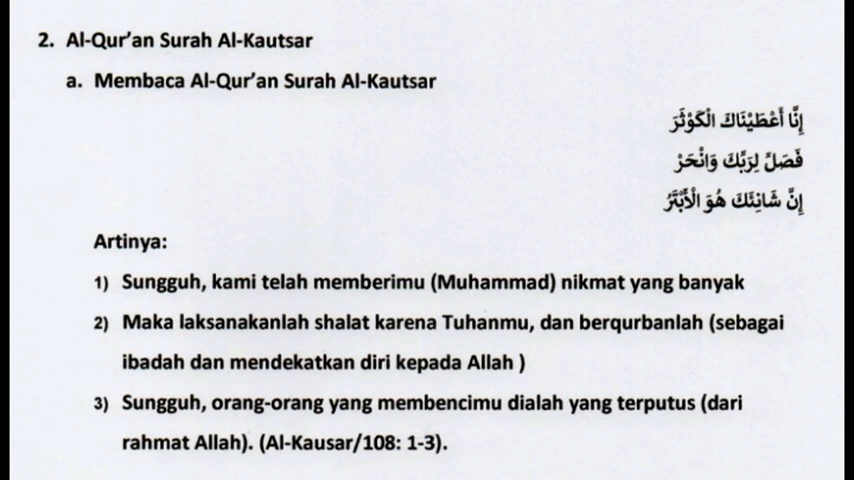 2. Al-Qur'an Surah Al-Kautsar
a. Membaca Al-Qur'an Surah Al-Kautsar
إِنَّا أَعْطَيْنَاكَ الْكَوْثَرَ
فَصَلِّ لِرَبِّكَ وَانْحَرْ
إِنَّ شَانِئَكَ هُوَ الْأَبْتَرُ
Artinya:
1) Sungguh, kami telah memberimu (Muhammad) nikmat yang banyak
2) Maka laksanakanlah shalat karena Tuhanmu, dan berqurbanlah (sebagai
ibadah dan mendekatkan diri kepada Allah )
3) Sungguh, orang-orang yang membencimu dialah yang terputus (dari
rahmat Allah). (Al-Kausar/108: 1-3).